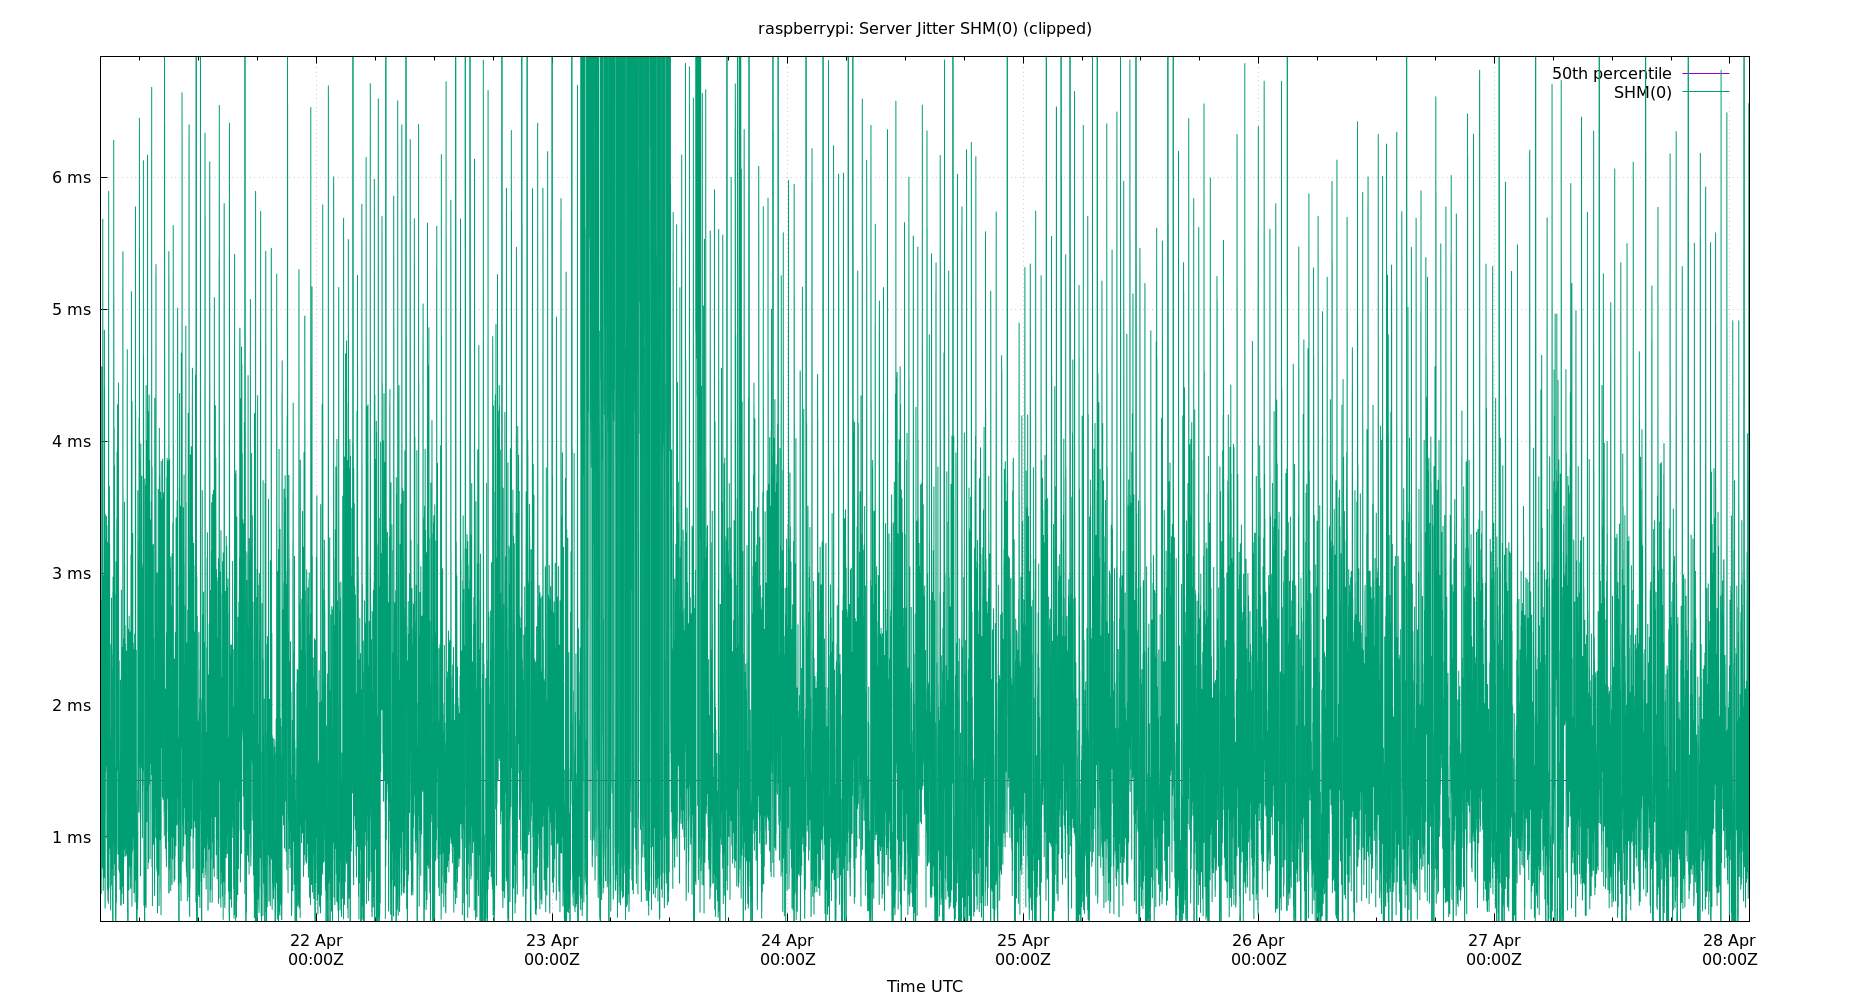 raspberrypi: Server Jitter SHM(0) (clipped)
50th percentile
SHM(0)
6 ms
5 ms
4 ms
3 ms
2 ms
1 ms
22 Apr 23 Apr 24 Apr 25 Apr 26 Apr 27 Apr 28 Apr
00:00Z 00:00Z 00:00Z 00:00Z 00:00Z 00:00Z 00:00Z
Time UTC